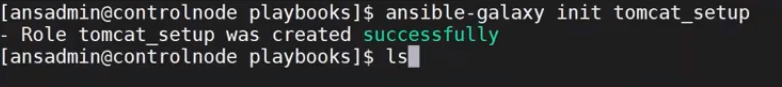 [ansadmin@controlnode playbooks]$ ansible-galaxy init tomcat_setup
- Role tomcat_setup was created successfully
[ansadmin@controlnode playbooks]$ ls